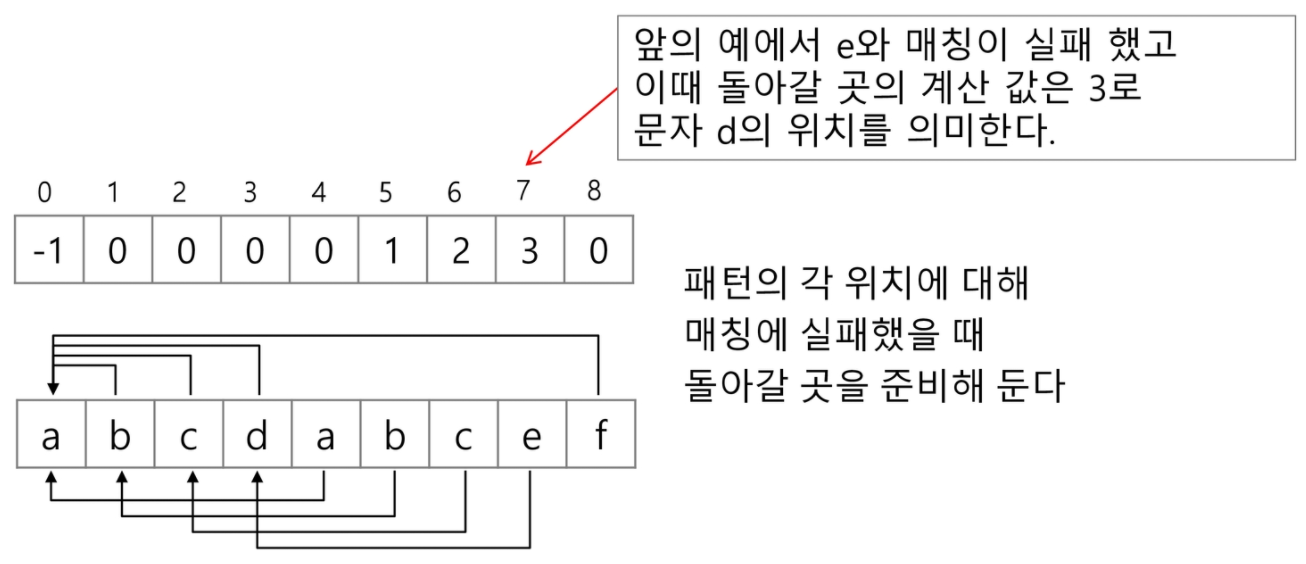 앞의 예에서 e와 매칭이 실패 했고
이때 돌아갈 곳의 계산 값은 3로
문자 d의 위치를 의미한다.
0 1 2 3 4 5 6 7 8
-1 0 0 0 0 1 2 3 0
패턴의 각 위치에 대해
매칭에 실패했을 때
돌아갈 곳을 준비해 둔다
a b c d a b c e f